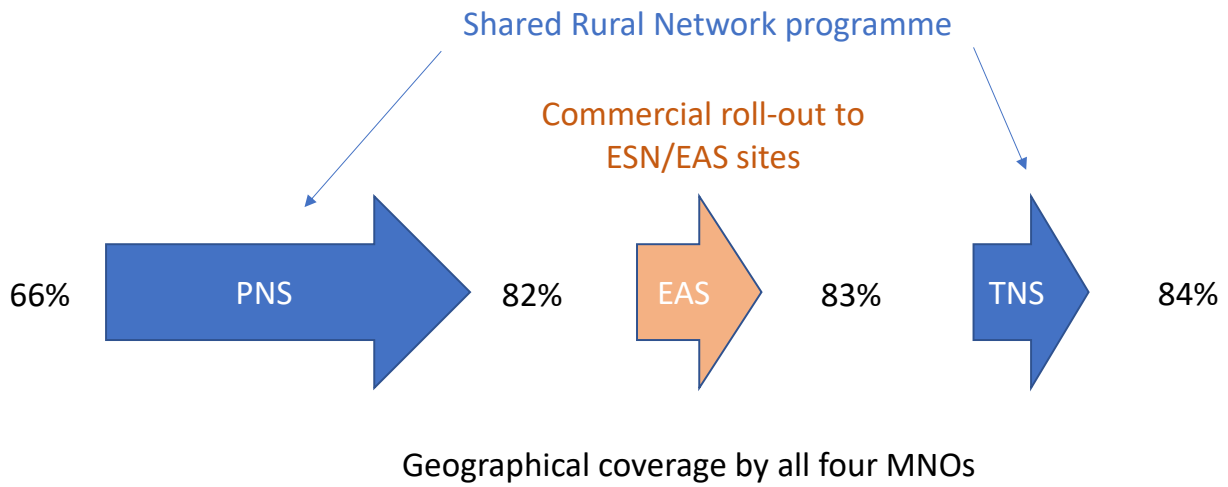 Shared Rural Network programme
Commercial roll-out to
ESN/EAS sites
66%
PNS
82%
EAS
83%
TNS
84%
Geographical coverage by all four MNOs